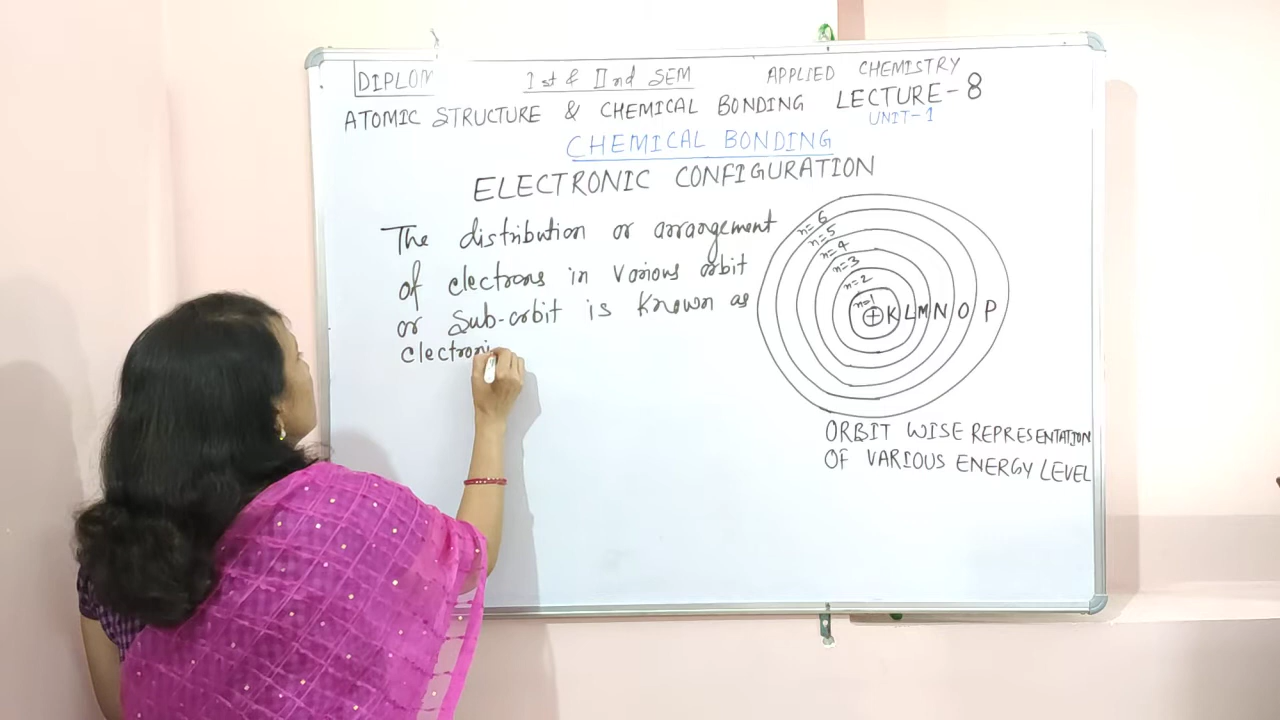 DIPLOM 1st & IInd SEM APPLIED CHEMISTRY
ATOMIC STRUCTURE & CHEMICAL BONDING LECTURE-8
UNIT-1
CHEMICAL BONDING
ELECTRONIC CONFIGURATION
The distribution or arrangement
of electrons in various orbit
or Sub-orbit is known as
electroni
n=6
n=5
n=4
n=3
n=2
n=1
+ K L M N O P
ORBIT WISE REPRESENTATION
OF VARIOUS ENERGY LEVEL